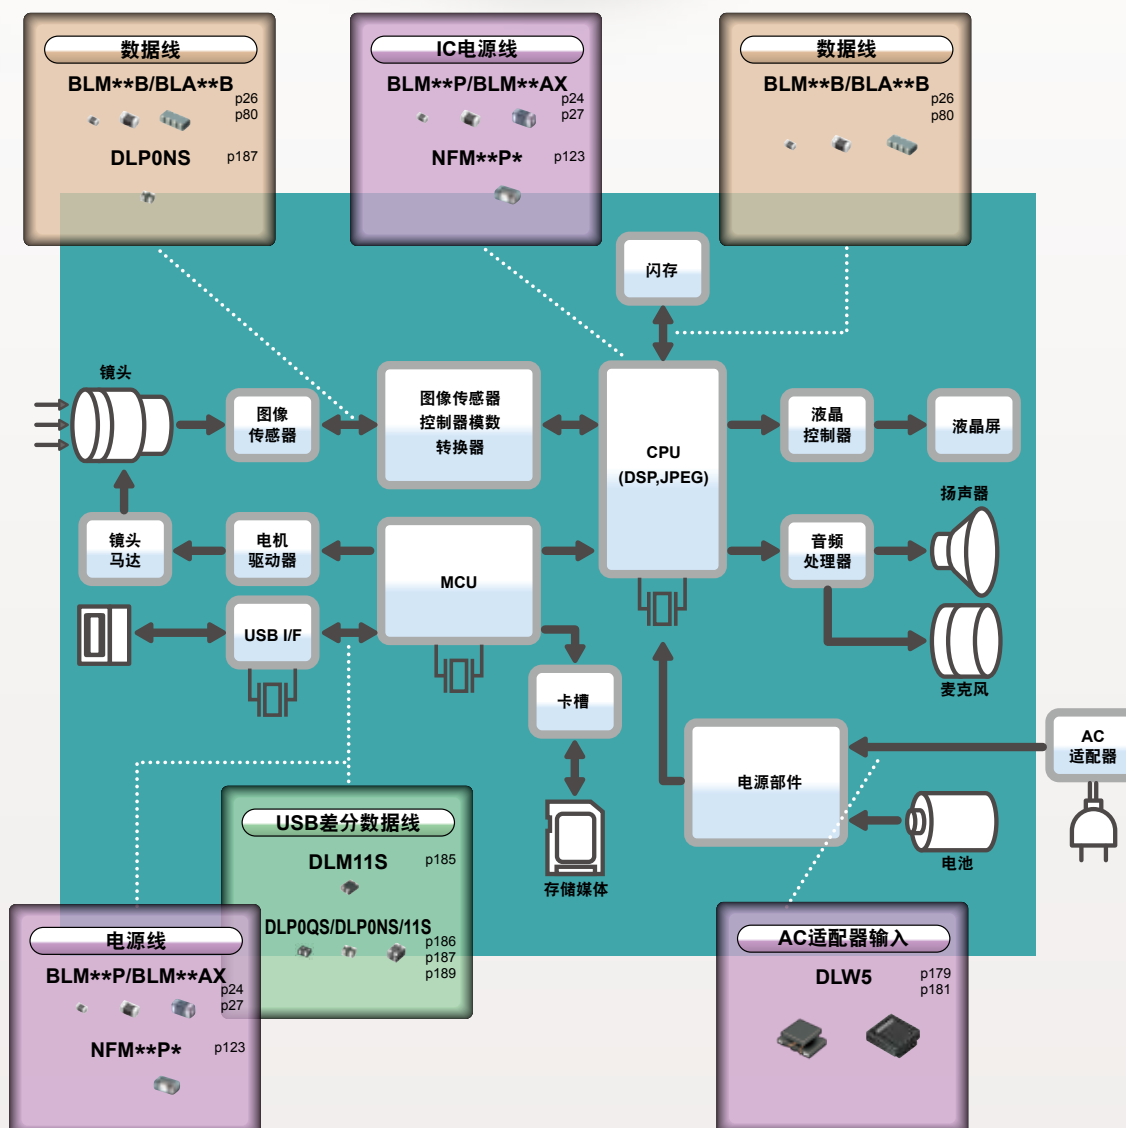 数据线
BLM**B/BLA**B
p26
p80
DLP0NS
p187
IC电源线
BLM**P/BLM**AX
p24
p27
NFM**P*
p123
数据线
BLM**B/BLA**B
p26
p80
闪存
镜头
图像
传感器
图像传感器
控制器模数
转换器
CPU
(DSP,JPEG)
液晶
控制器
液晶屏
扬声器
镜头
马达
电机
驱动器
MCU
音频
处理器
USB I/F
麦克风
卡槽
AC
适配器
电源部件
电池
存储媒体
USB差分数据线
DLM11S
p185
DLP0QS/DLP0NS/11S
p186
p187
p189
电源线
BLM**P/BLM**AX
p24
p27
NFM**P*
p123
AC适配器输入
DLW5
p179
p181